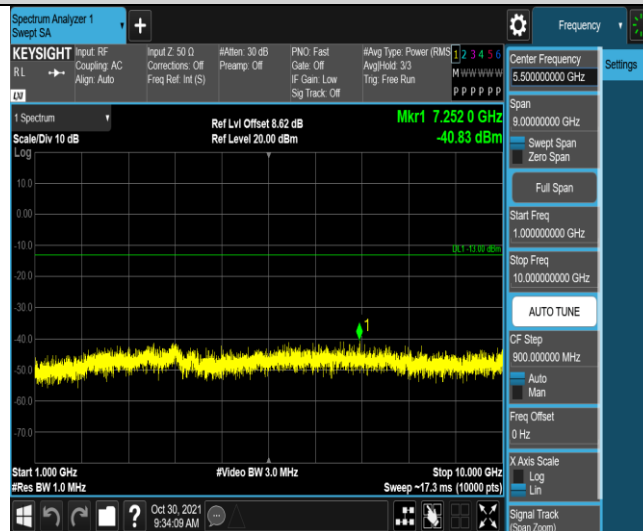 Spectrum Analyzer 1
Swept SA
+
Frequency
KEYSIGHT
RL
LXI
Input: RF
Coupling: AC
Align: Auto
Input Z: 50 Ω
Corrections: Off
Freq Ref: Int (S)
#Atten: 30 dB
Preamp: Off
PNO: Fast
Gate: Off
IF Gain: Low
Sig Track: Off
#Avg Type: Power (RMS
Avg|Hold: 3/3
Trig: Free Run
1 2 3 4 5 6
M W W W W W
P P P P P P
1 Spectrum
Scale/Div 10 dB
Log
Ref Lvl Offset 8.62 dB
Ref Level 20.00 dBm
Mkr1 7.252 0 GHz
-40.83 dBm
10.0
0.00
-10.0
DL1 -13.00 dBm
-20.0
-30.0
-40.0
1
-50.0
-60.0
-70.0
Start 1.000 GHz
#Res BW 1.0 MHz
#Video BW 3.0 MHz
Stop 10.000 GHz
Sweep ~17.3 ms (10000 pts)
?
Oct 30, 2021
9:34:09 AM
Center Frequency
5.500000000 GHz
Settings
Span
9.00000000 GHz
Swept Span
Zero Span
Full Span
Start Freq
1.000000000 GHz
Stop Freq
10.000000000 GHz
AUTO TUNE
CF Step
900.000000 MHz
Auto
Man
Freq Offset
0 Hz
X Axis Scale
Log
Lin
Signal Track
(Span Zoom)